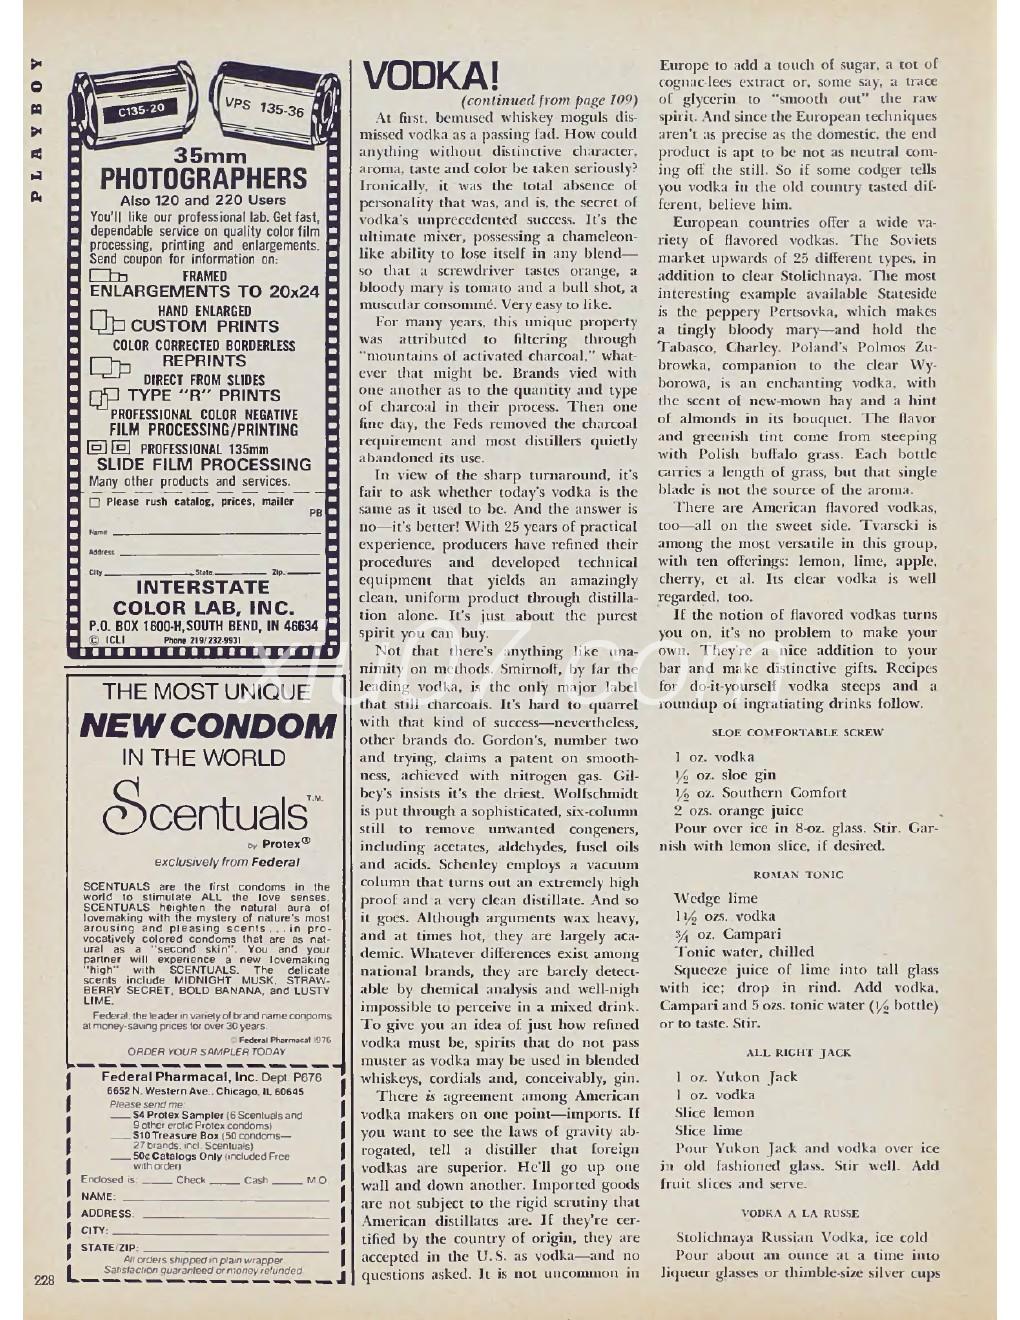 PLAYBOY
C135-20
VPS 135-36
35mm
PHOTOGRAPHERS
Also 120 and 220 Users
You'll like our professional lab. Get fast,
dependable service on quality color film
processing, printing and enlargements.
Send coupon for information on:
FRAMED
ENLARGEMENTS TO 20x24
HAND ENLARGED
CUSTOM PRINTS
COLOR CORRECTED BORDERLESS
REPRINTS
DIRECT FROM SLIDES
TYPE "R" PRINTS
PROFESSIONAL COLOR NEGATIVE
FILM PROCESSING/PRINTING
PROFESSIONAL 135mm
SLIDE FILM PROCESSING
Many other products and services.
Please rush catalog, prices, mailer
PB
Name
Address
City State Zip
INTERSTATE
COLOR LAB, INC.
P.O. BOX 1600-H, SOUTH BEND, IN 46634
© ICLI Phone 219/232-9931
THE MOST UNIQUE
NEW CONDOM
IN THE WORLD
Scentuals T.M.
by Protex®
exclusively from Federal
SCENTUALS are the first condoms in the
world to stimulate ALL the love senses.
SCENTUALS heighten the natural aura of
lovemaking with the mystery of nature's most
arousing and pleasing scents . . . in pro-
vocatively colored condoms that are as nat-
ural as a "second skin". You and your
partner will experience a new lovemaking
"high" with SCENTUALS. The delicate
scents include MIDNIGHT MUSK, STRAW-
BERRY SECRET, BOLD BANANA, and LUSTY
LIME.
Federal, the leader in variety of brand name condoms
at money-saving prices for over 30 years.
© Federal Pharmacal 1976
ORDER YOUR SAMPLER TODAY
Federal Pharmacal, Inc. Dept. P676
6652 N. Western Ave., Chicago, IL 60645
Please send me:
$4 Protex Sampler (6 Scentuals and
9 other erotic Protex condoms)
$10 Treasure Box (50 condoms—
27 brands, incl. Scentuals)
50¢ Catalogs Only (included Free
with order)
Enclosed is: Check Cash M.O.
NAME:
ADDRESS:
CITY:
STATE/ZIP:
All orders shipped in plain wrapper.
Satisfaction guaranteed or money refunded.
228
VODKA!
(continued from page 109)
At first, bemused whiskey moguls dis-
missed vodka as a passing fad. How could
anything without distinctive character,
aroma, taste and color be taken seriously?
Ironically, it was the total absence of
personality that was, and is, the secret of
vodka's unprecedented success. It's the
ultimate mixer, possessing a chameleon-
like ability to lose itself in any blend—
so that a screwdriver tastes orange, a
bloody mary is tomato and a bull shot, a
muscular consommé. Very easy to like.
For many years, this unique property
was attributed to filtering through
"mountains of activated charcoal," what-
ever that might be. Brands vied with
one another as to the quantity and type
of charcoal in their process. Then one
fine day, the Feds removed the charcoal
requirement and most distillers quietly
abandoned its use.
In view of the sharp turnaround, it's
fair to ask whether today's vodka is the
same as it used to be. And the answer is
no—it's better! With 25 years of practical
experience, producers have refined their
procedures and developed technical
equipment that yields an amazingly
clean, uniform product through distilla-
tion alone. It's just about the purest
spirit you can buy.
Not that there's anything like una-
nimity on methods. Smirnoff, by far the
leading vodka, is the only major label
that still charcoals. It's hard to quarrel
with that kind of success—nevertheless,
other brands do. Gordon's, number two
and trying, claims a patent on smooth-
ness, achieved with nitrogen gas. Gil-
bey's insists it's the driest. Wolfschmidt
is put through a sophisticated, six-column
still to remove unwanted congeners,
including acetates, aldehydes, fusel oils
and acids. Schenley employs a vacuum
column that turns out an extremely high
proof and a very clean distillate. And so
it goes. Although arguments wax heavy,
and at times hot, they are largely aca-
demic. Whatever differences exist among
national brands, they are barely detect-
able by chemical analysis and well-nigh
impossible to perceive in a mixed drink.
To give you an idea of just how refined
vodka must be, spirits that do not pass
muster as vodka may be used in blended
whiskeys, cordials and, conceivably, gin.
There is agreement among American
vodka makers on one point—imports. If
you want to see the laws of gravity ab-
rogated, tell a distiller that foreign
vodkas are superior. He'll go up one
wall and down another. Imported goods
are not subject to the rigid scrutiny that
American distillates are. If they're cer-
tified by the country of origin, they are
accepted in the U.S. as vodka—and no
questions asked. It is not uncommon in
Europe to add a touch of sugar, a tot of
cognac-lees extract or, some say, a trace
of glycerin to "smooth out" the raw
spirit. And since the European techniques
aren't as precise as the domestic, the end
product is apt to be not as neutral com-
ing off the still. So if some codger tells
you vodka in the old country tasted dif-
ferent, believe him.
European countries offer a wide va-
riety of flavored vodkas. The Soviets
market upwards of 25 different types, in
addition to clear Stolichnaya. The most
interesting example available Stateside
is the peppery Pertsovka, which makes
a tingly bloody mary—and hold the
Tabasco, Charley. Poland's Polmos Zu-
browka, companion to the clear Wy-
borowa, is an enchanting vodka, with
the scent of new-mown hay and a hint
of almonds in its bouquet. The flavor
and greenish tint come from steeping
with Polish buffalo grass. Each bottle
carries a length of grass, but that single
blade is not the source of the aroma.
There are American flavored vodkas,
too—all on the sweet side. Tvarscki is
among the most versatile in this group,
with ten offerings: lemon, lime, apple,
cherry, et al. Its clear vodka is well
regarded, too.
If the notion of flavored vodkas turns
you on, it's no problem to make your
own. They're a nice addition to your
bar and make distinctive gifts. Recipes
for do-it-yourself vodka steeps and a
roundup of ingratiating drinks follow.
SLOE COMFORTABLE SCREW
1 oz. vodka
½ oz. sloe gin
½ oz. Southern Comfort
2 ozs. orange juice
Pour over ice in 8-oz. glass. Stir. Gar-
nish with lemon slice, if desired.
ROMAN TONIC
Wedge lime
1½ ozs. vodka
¾ oz. Campari
Tonic water, chilled
Squeeze juice of lime into tall glass
with ice; drop in rind. Add vodka,
Campari and 5 ozs. tonic water (½ bottle)
or to taste. Stir.
ALL RIGHT JACK
1 oz. Yukon Jack
1 oz. vodka
Slice lemon
Slice lime
Pour Yukon Jack and vodka over ice
in old fashioned glass. Stir well. Add
fruit slices and serve.
VODKA A LA RUSSE
Stolichnaya Russian Vodka, ice cold
Pour about an ounce at a time into
liqueur glasses or thimble-size silver cups